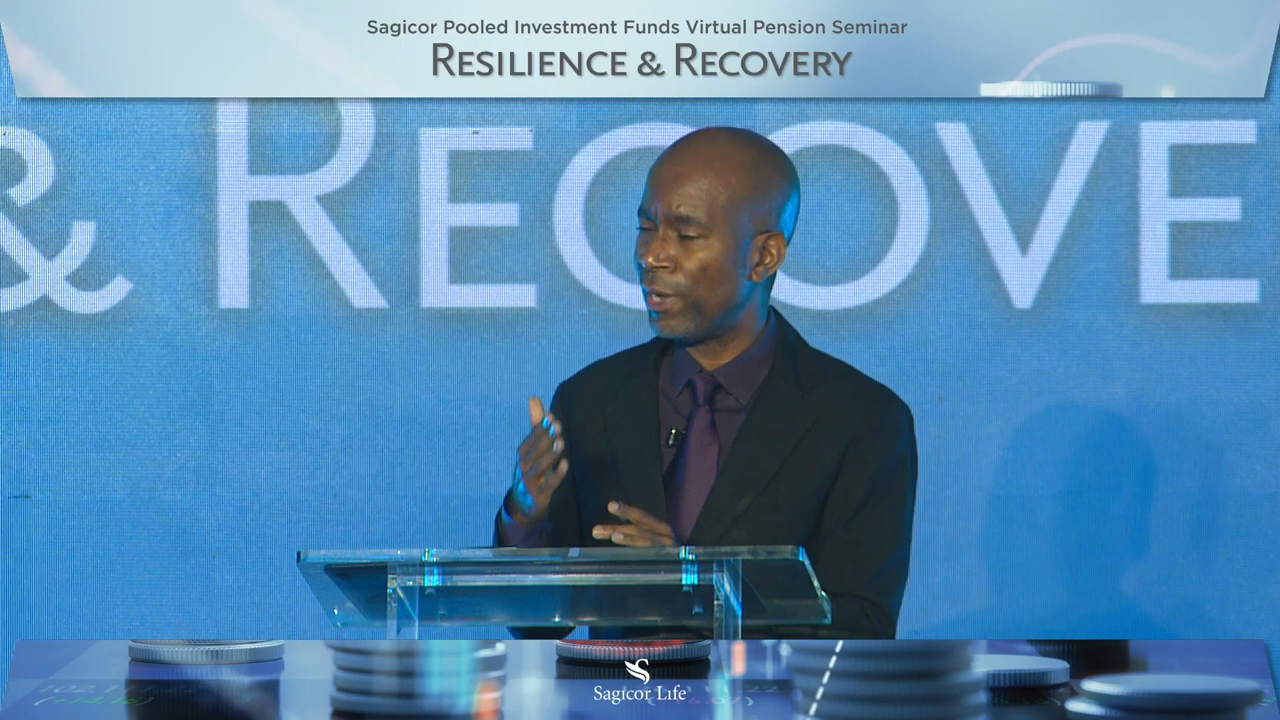 Sagicor Pooled Investment Funds Virtual Pension Seminar
RESILIENCE & RECOVERY
& RECOVE
Sagicor Life